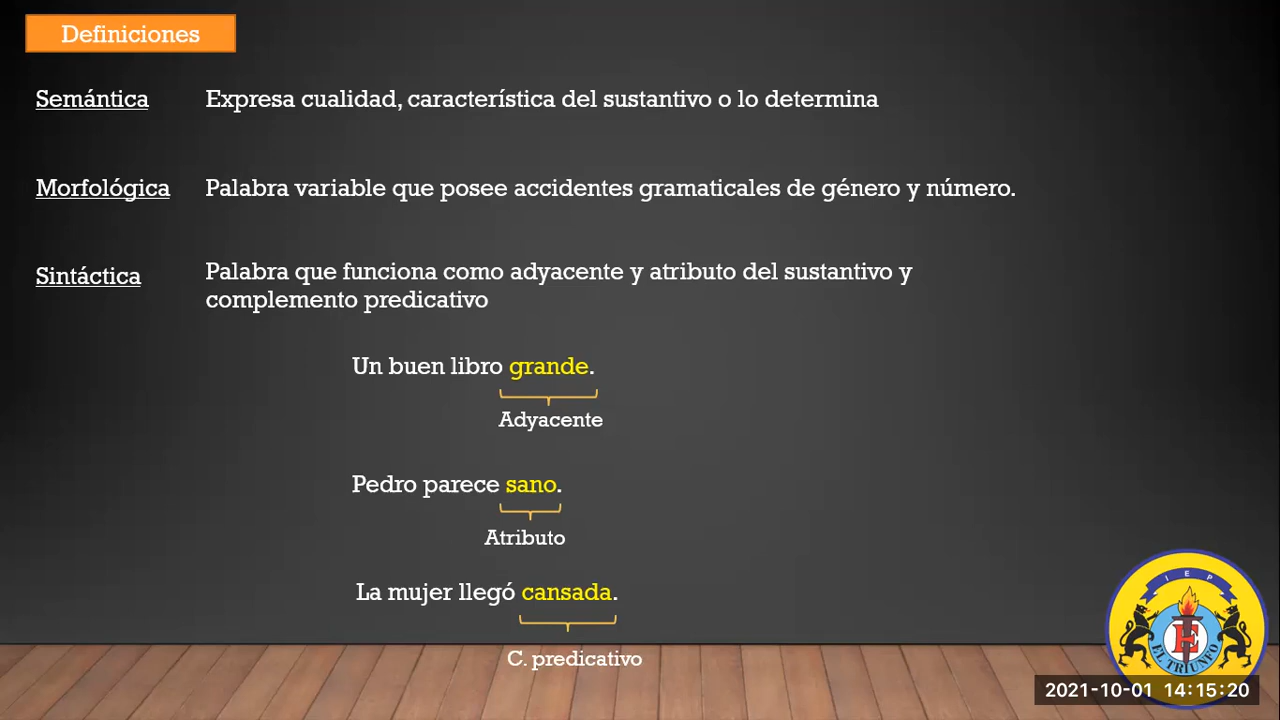 Definiciones
Semántica
Expresa cualidad, característica del sustantivo o lo determina
Morfológica
Palabra variable que posee accidentes gramaticales de género y número.
Sintáctica
Palabra que funciona como adyacente y atributo del sustantivo y
complemento predicativo
Un buen libro grande.
Adyacente
Pedro parece sano.
Atributo
La mujer llegó cansada.
C. predicativo
I E P
E
EL TRIUNFO
2021-10-01 14:15:20